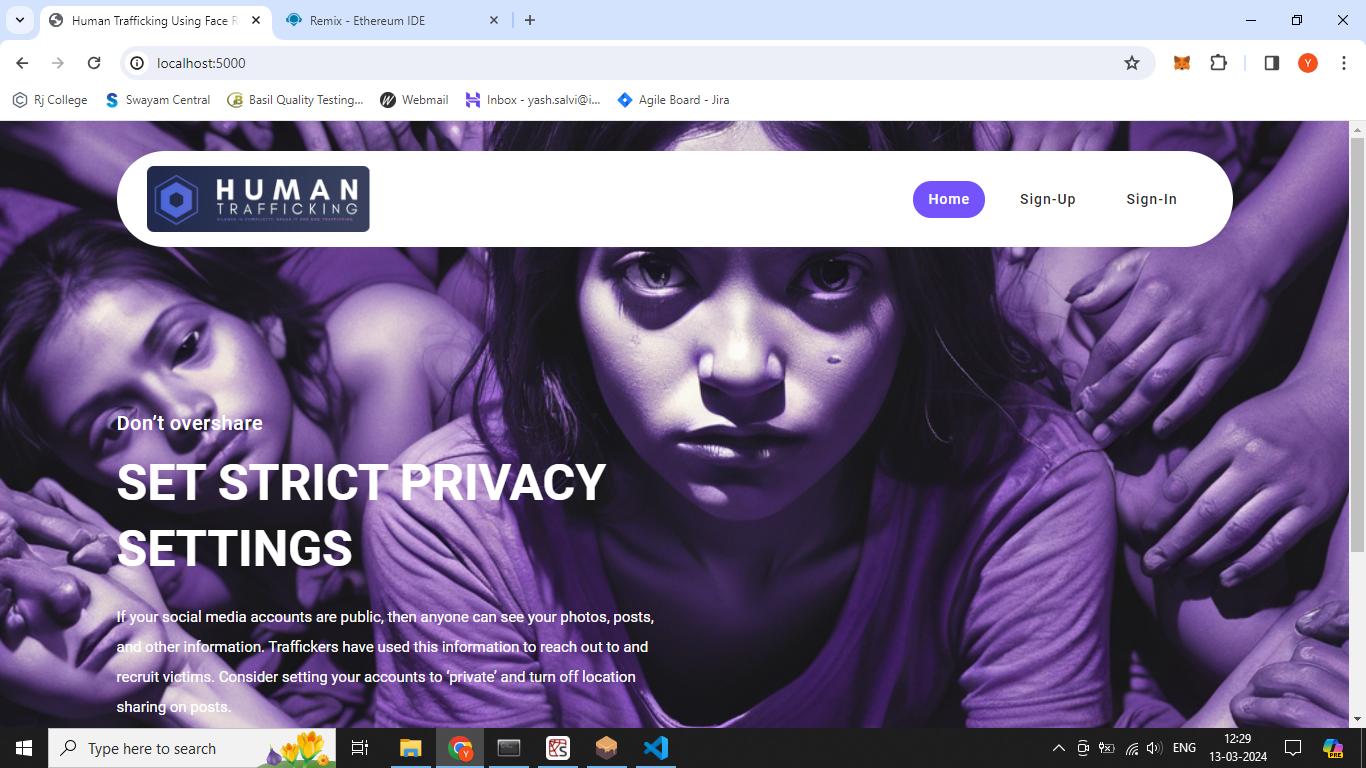 Human Trafficking Using Face R
Remix - Ethereum IDE
localhost:5000
Y
Rj College
Swayam Central
Basil Quality Testing...
Webmail
Inbox - yash.salvi@i...
Agile Board - Jira
HUMAN
TRAFFICKING
Home
Sign-Up
Sign-In
Don’t overshare
SET STRICT PRIVACY
SETTINGS
If your social media accounts are public, then anyone can see your photos, posts,
and other information. Traffickers have used this information to reach out to and
recruit victims. Consider setting your accounts to ‘private’ and turn off location
sharing on posts.
Type here to search
ENG
12:29
13-03-2024
PRE